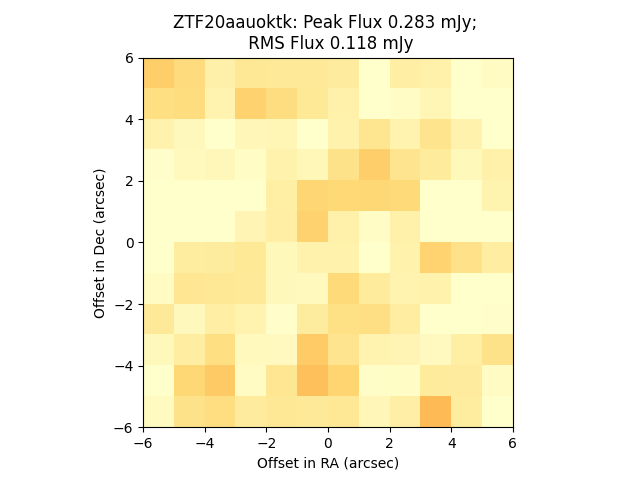 ZTF20aauoktk: Peak Flux 0.283 mJy;
RMS Flux 0.118 mJy
6
4
2
0
−2
−4
−6
Offset in Dec (arcsec)
−6 −4 −2 0 2 4 6
Offset in RA (arcsec)